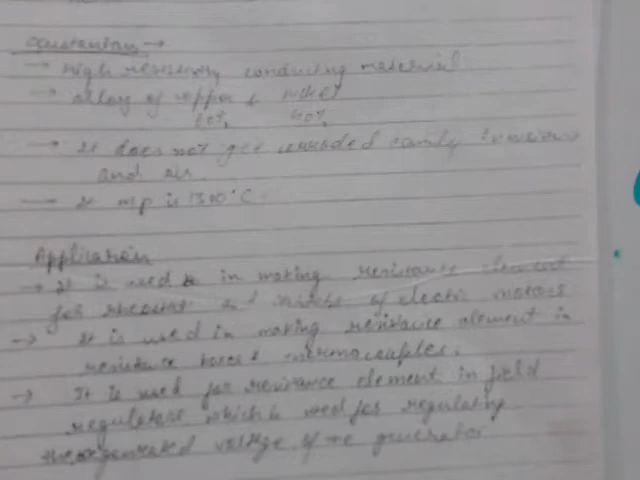 Constantan →
→ High resistivity conducting material
→ alloy of copper & nickel
60% 40%
→ It does not get corroded easily
and air.
→ It mp is 1300°C.
Application
→ It is used in making resistance element
for rheostat and of electric motors
→ It is used in making resistance element in
resistance boxes & thermocouples.
→ It is used for resistance element in field
regulators which is used for regulating
the generated voltage of the generator